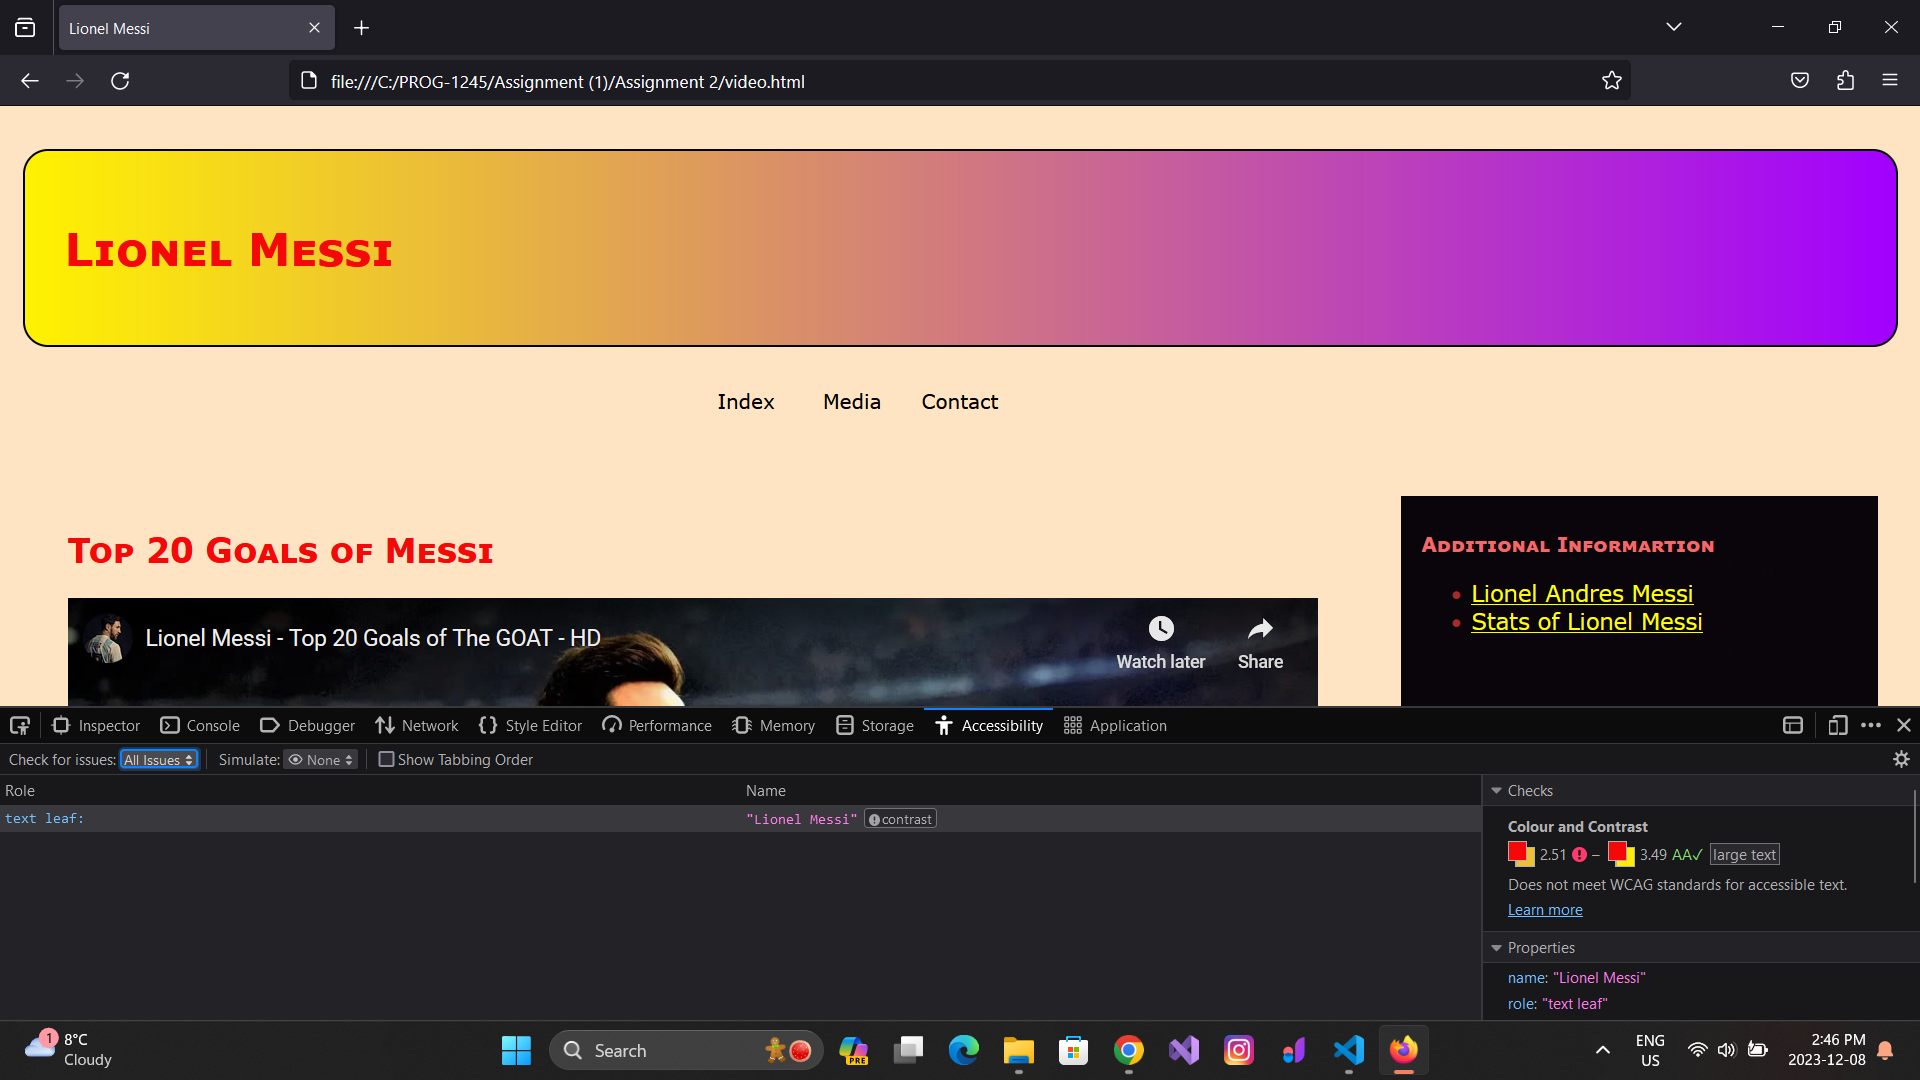 Lionel Messi
file:///C:/PROG-1245/Assignment (1)/Assignment 2/video.html
Lionel Messi
Index Media Contact
Top 20 Goals of Messi
Additional Informartion
Lionel Andres Messi
Stats of Lionel Messi
Lionel Messi - Top 20 Goals of The GOAT - HD
Watch later Share
Inspector Console Debugger Network Style Editor Performance Memory Storage Accessibility Application
Check for issues: All Issues Simulate: None Show Tabbing Order
Role Name
text leaf: "Lionel Messi" contrast
Checks
Colour and Contrast
2.51 – 3.49 AA✓ large text
Does not meet WCAG standards for accessible text.
Learn more
Properties
name: "Lionel Messi"
role: "text leaf"
1
8°C
Cloudy
Search
PRE
ENG
US
2:46 PM
2023-12-08